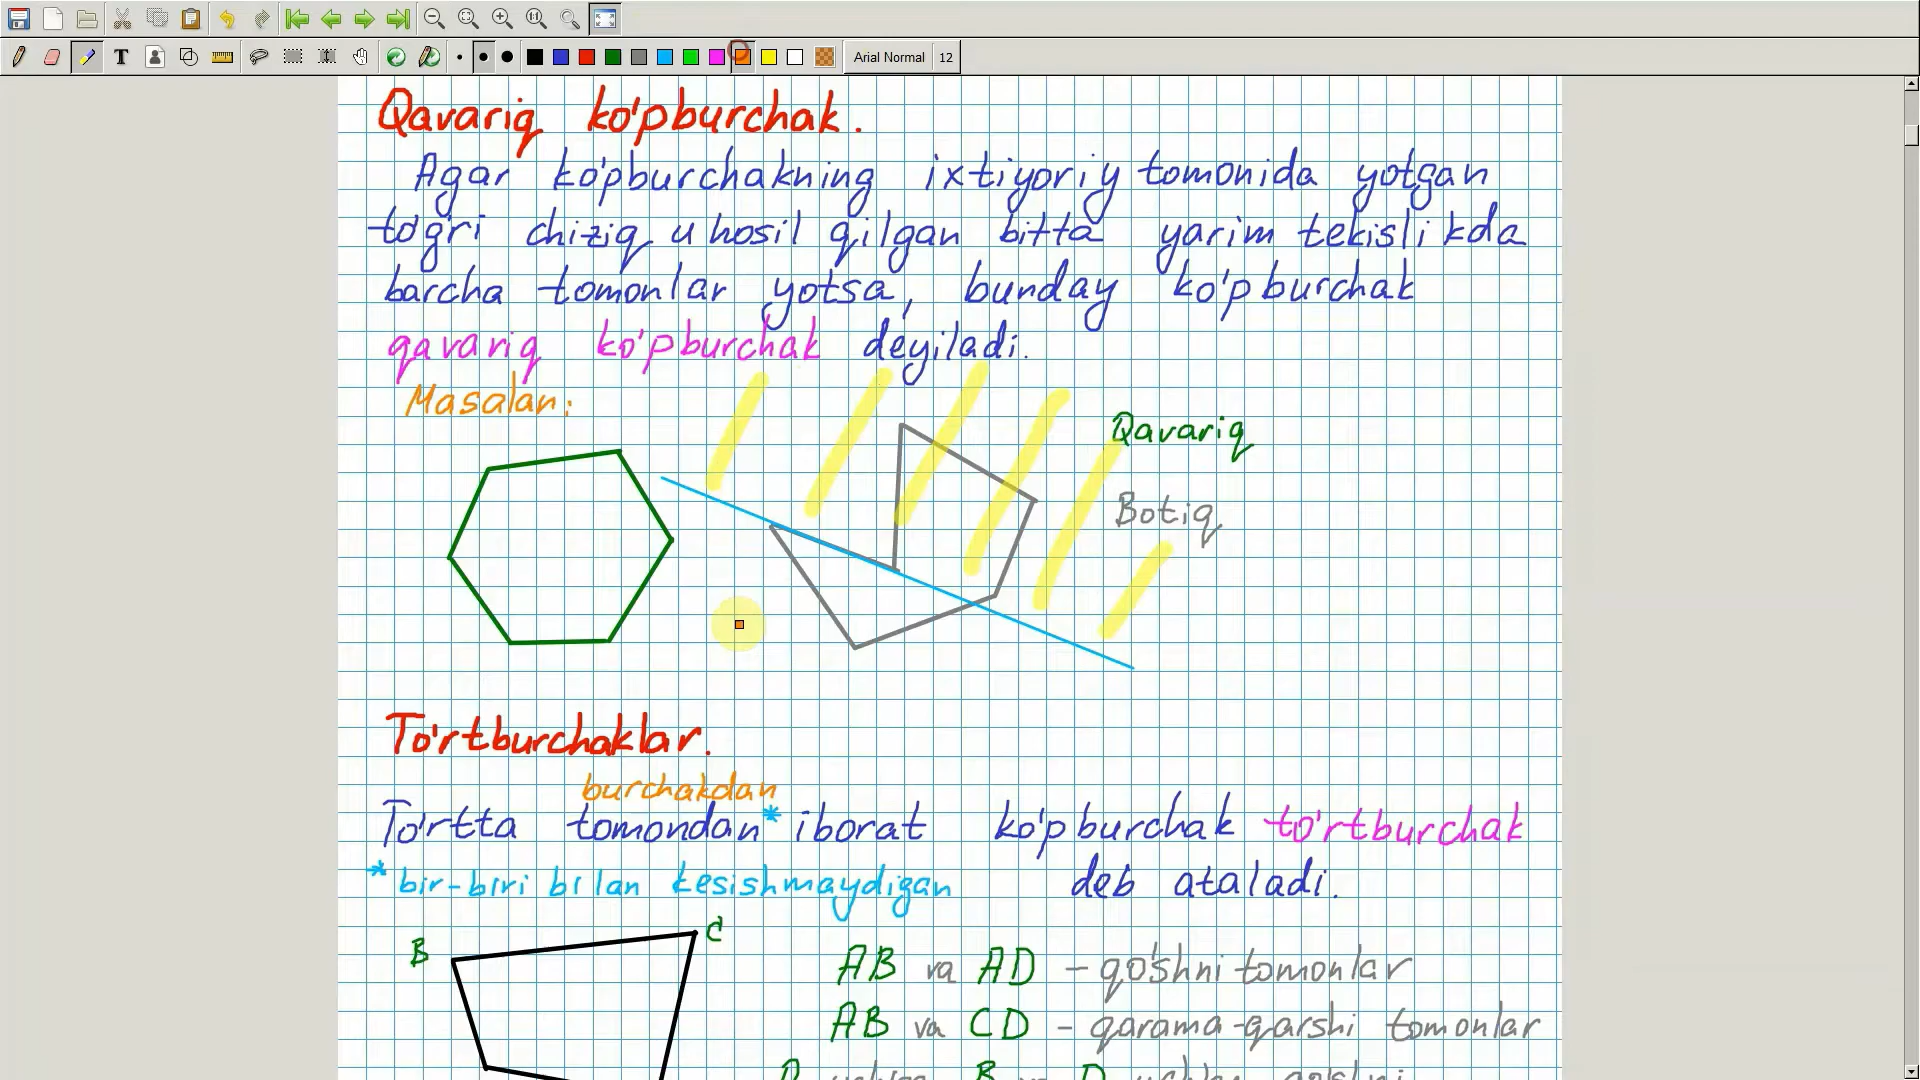 Arial Normal 12
Qavariq ko'pburchak.
Agar ko'pburchakning ixtiyoriy tomonida yotgan
to'g'ri chiziq u hosil qilgan bitta yarim tekislikda
barcha tomonlar yotsa, bunday ko'pburchak
qavariq ko'pburchak deyiladi.
Masalan:
Qavariq
Botiq
To'rtburchaklar.
burchakdan
To'rtta tomondan* iborat ko'pburchak to'rtburchak
*bir-biri bilan kesishmaydigan deb ataladi.
B C
AB va AD - qo'shni tomonlar
AB va CD - qarama-qarshi tomonlar